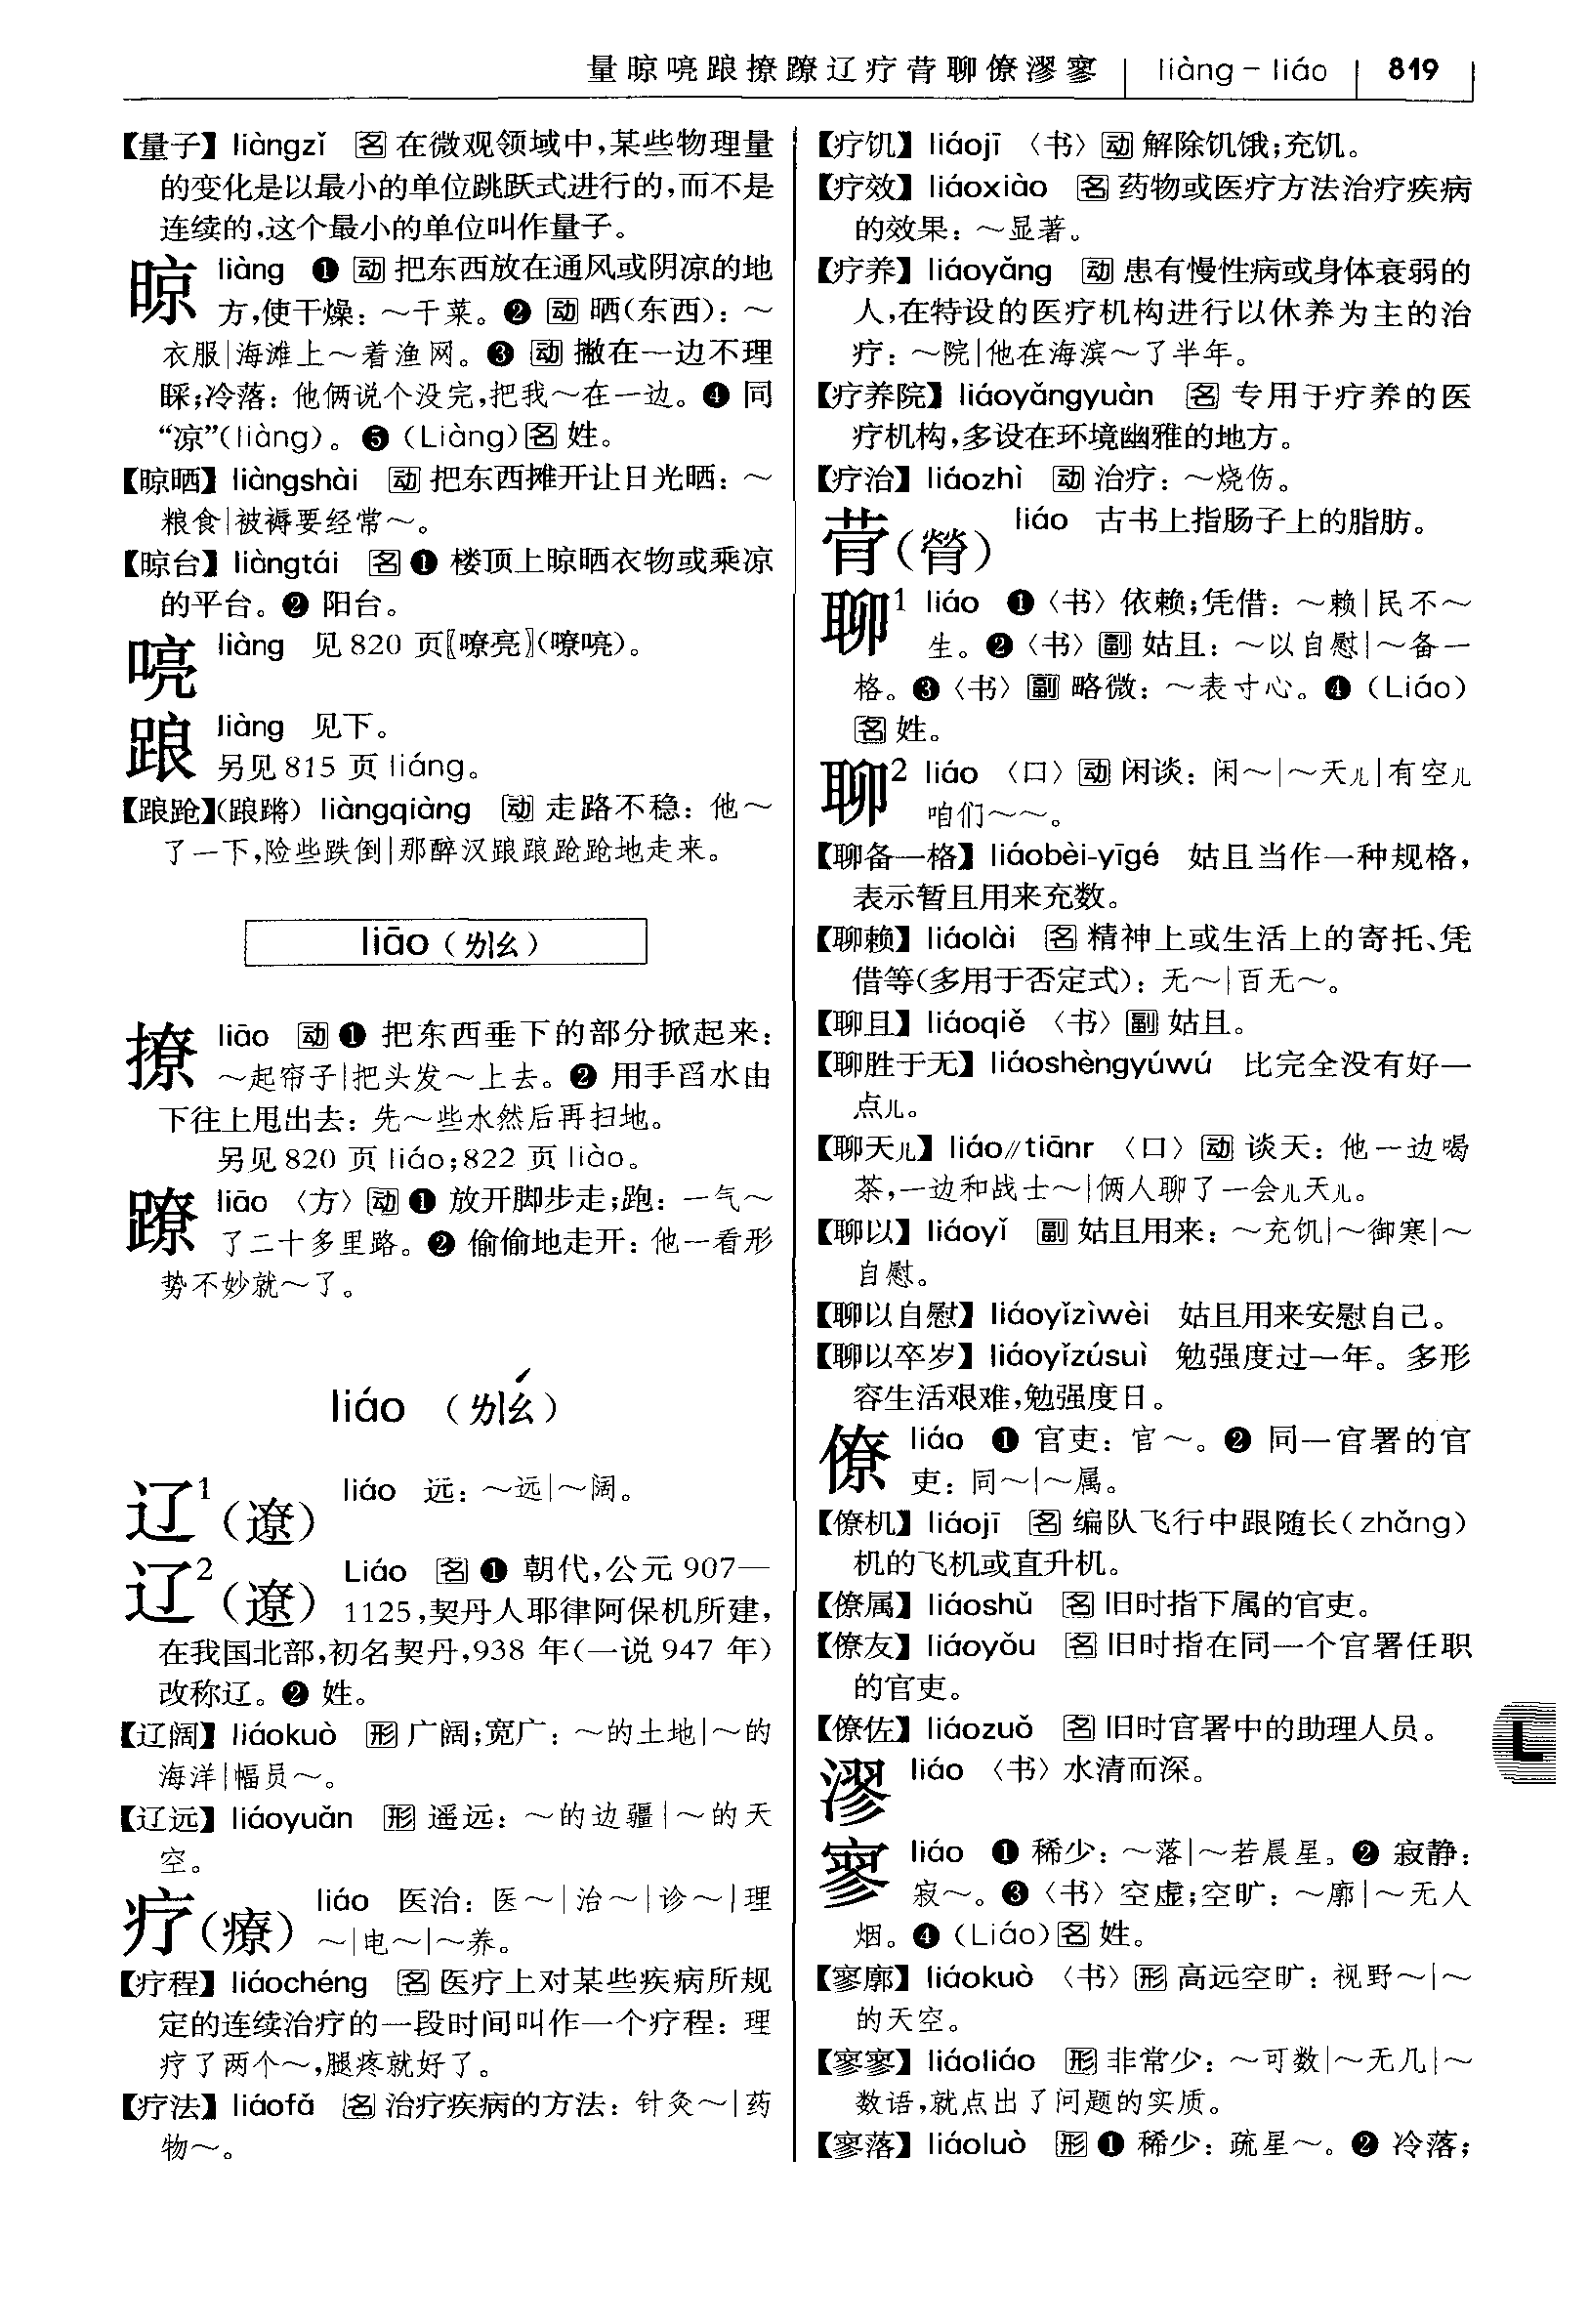 量晾喨踉撩蹽辽疗膋聊僚漻寥 liàng－liáo 819
【量子】 liàngzǐ 名 在微观领域中,某些物理量
的变化是以最小的单位跳跃式进行的,而不是
连续的,这个最小的单位叫作量子。
晾 liàng ❶ 动 把东西放在通风或阴凉的地
方,使干燥：～干菜。❷ 动 晒(东西)：～
衣服|海滩上～着渔网。❸ 动 撇在一边不理
睬;冷落：他俩说个没完,把我～在一边。❹ 同
“凉”(liàng)。❺ (Liàng) 名 姓。
【晾晒】 liàngshài 动 把东西摊开让日光晒：～
粮食|被褥要经常～。
【晾台】 liàngtái 名 ❶ 楼顶上晾晒衣物或乘凉
的平台。❷ 阳台。
喨 liàng 见 820 页〖嘹亮〗(嘹喨)。
踉 liàng 见下。
另见 815 页 liáng。
【踉跄】(踉蹡) liàngqiàng 动 走路不稳：他～
了一下,险些跌倒|那醉汉踉踉跄跄地走来。
liāo (ㄌㄧㄠ)
撩 liāo 动 ❶ 把东西垂下的部分掀起来：
～起帘子|把头发～上去。❷ 用手舀水由
下往上甩出去：先～些水然后再扫地。
另见 820 页 liáo;822 页 liào。
蹽 liāo 〈方〉 动 ❶ 放开脚步走;跑：一气～
了二十多里路。❷ 偷偷地走开：他一看形
势不妙就～了。
liáo (ㄌㄧㄠˊ)
辽¹(遼) liáo 远：～远|～阔。
辽²(遼) Liáo 名 ❶ 朝代,公元 907—
1125,契丹人耶律阿保机所建,
在我国北部,初名契丹,938 年(一说 947 年)
改称辽。❷ 姓。
【辽阔】 liáokuò 形 广阔;宽广：～的土地|～的
海洋|幅员～。
【辽远】 liáoyuǎn 形 遥远：～的边疆|～的天
空。
疗(療) liáo 医治：医～|治～|诊～|理
～|电～|～养。
【疗程】 liáochéng 名 医疗上对某些疾病所规
定的连续治疗的一段时间叫作一个疗程：理
疗了两个～,腿疼就好了。
【疗法】 liáofǎ 名 治疗疾病的方法：针灸～|药
物～。
【疗饥】 liáojī 〈书〉 动 解除饥饿;充饥。
【疗效】 liáoxiào 名 药物或医疗方法治疗疾病
的效果：～显著。
【疗养】 liáoyǎng 动 患有慢性病或身体衰弱的
人,在特设的医疗机构进行以休养为主的治
疗：～院|他在海滨～了半年。
【疗养院】 liáoyǎngyuàn 名 专用于疗养的医
疗机构,多设在环境幽雅的地方。
【疗治】 liáozhì 动 治疗：～烧伤。
膋(膫) liáo 古书上指肠子上的脂肪。
聊¹ liáo ❶〈书〉依赖;凭借：～赖|民不～
生。❷〈书〉 副 姑且：～以自慰|～备一
格。❸〈书〉 副 略微：～表寸心。❹ (Liáo)
名 姓。
聊² liáo 〈口〉 动 闲谈：闲～|～天儿|有空儿
咱们～～。
【聊备一格】 liáobèi-yīgé 姑且当作一种规格,
表示暂且用来充数。
【聊赖】 liáolài 名 精神上或生活上的寄托、凭
借等(多用于否定式)：无～|百无～。
【聊且】 liáoqiě 〈书〉 副 姑且。
【聊胜于无】 liáoshèngyúwú 比完全没有好一
点儿。
【聊天儿】 liáo∥tiānr 〈口〉 动 谈天：他一边喝
茶,一边和战士～|俩人聊了一会儿天儿。
【聊以】 liáoyǐ 副 姑且用来：～充饥|～御寒|～
自慰。
【聊以自慰】 liáoyǐzìwèi 姑且用来安慰自己。
【聊以卒岁】 liáoyǐzúsuì 勉强度过一年。多形
容生活艰难,勉强度日。
僚 liáo ❶ 官吏：官～。❷ 同一官署的官
吏：同～|～属。
【僚机】 liáojī 名 编队飞行中跟随长(zhǎng)
机的飞机或直升机。
【僚属】 liáoshǔ 名 旧时指下属的官吏。
【僚友】 liáoyǒu 名 旧时指在同一个官署任职
的官吏。
【僚佐】 liáozuǒ 名 旧时官署中的助理人员。
漻 liáo 〈书〉水清而深。
寥 liáo ❶ 稀少：～落|～若晨星。❷ 寂静：
寂～。❸〈书〉空虚;空旷：～廓|～无人
烟。❹ (Liáo) 名 姓。
【寥廓】 liáokuò 〈书〉 形 高远空旷：视野～|～
的天空。
【寥寥】 liáoliáo 形 非常少：～可数|～无几|～
数语,就点出了问题的实质。
【寥落】 liáoluò 形 ❶ 稀少：疏星～。❷ 冷落;
L